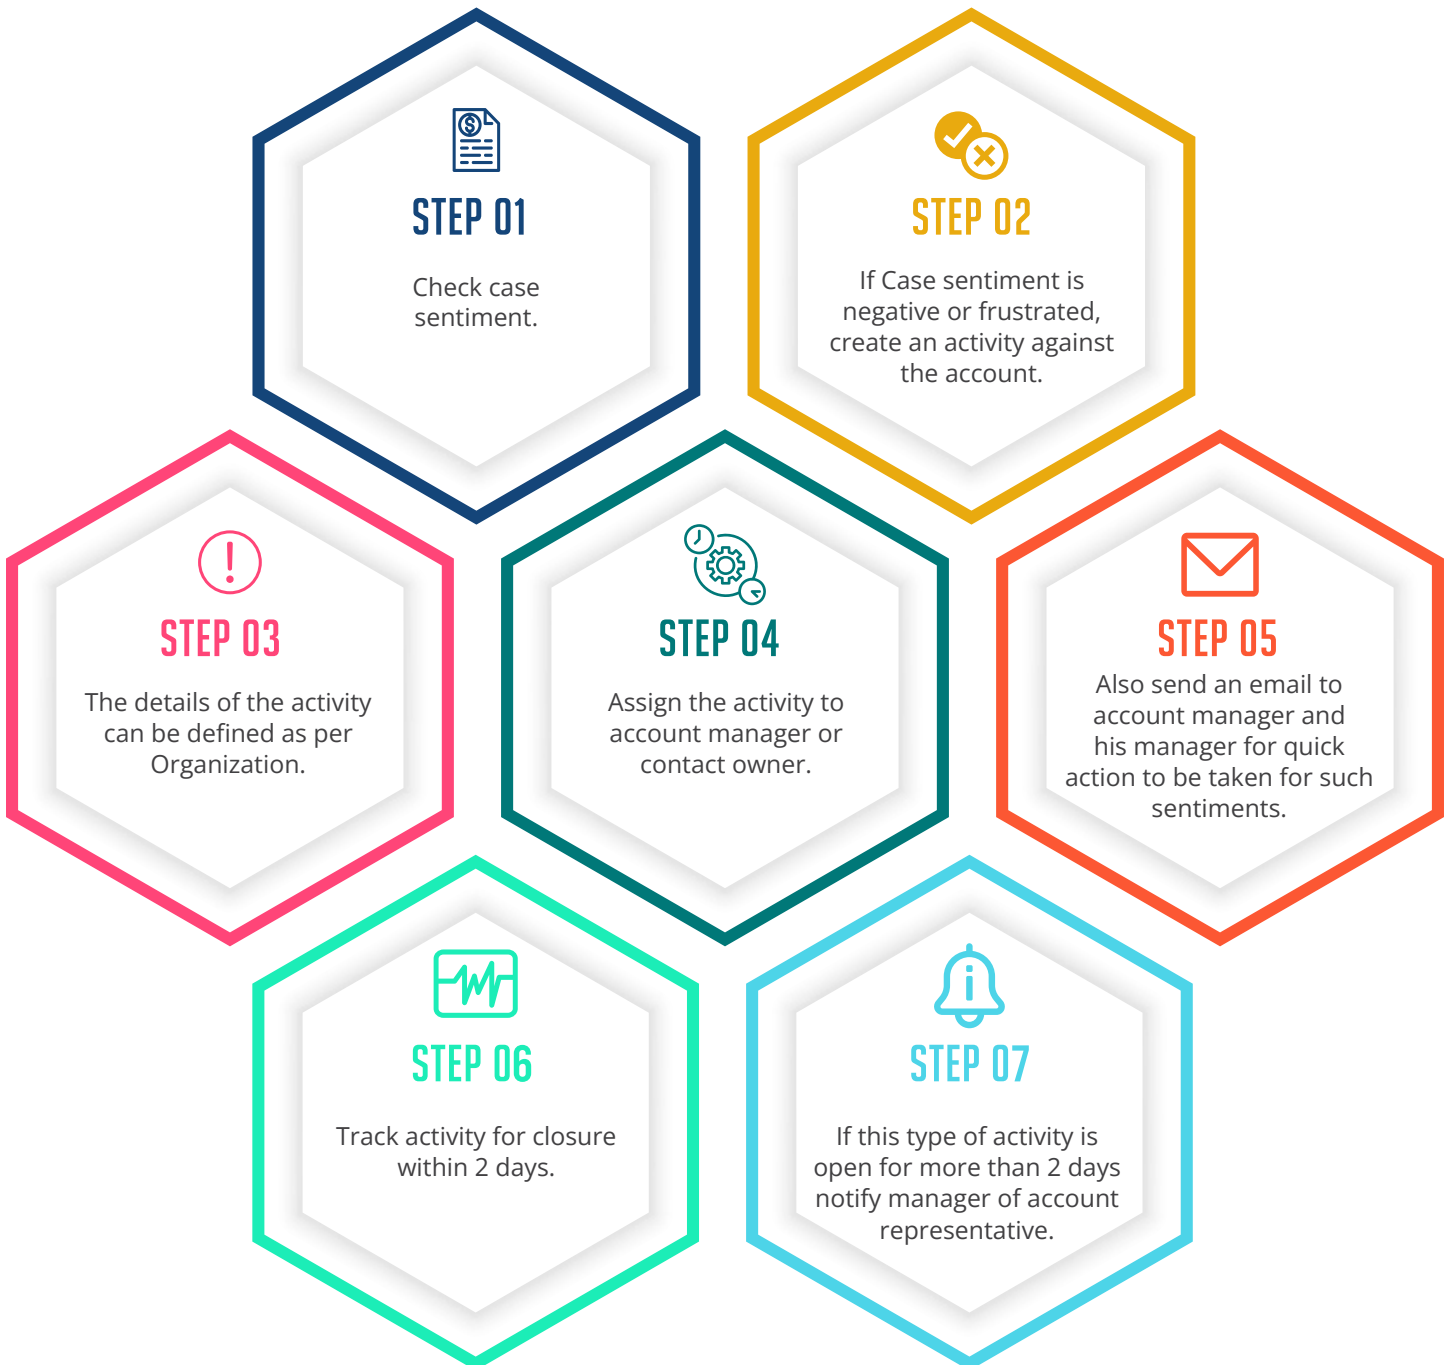 STEP 01
Check case
sentiment.
STEP 02
If Case sentiment is
negative or frustrated,
create an activity against
the account.
STEP 03
The details of the activity
can be defined as per
Organization.
STEP 04
Assign the activity to
account manager or
contact owner.
STEP 05
Also send an email to
account manager and
his manager for quick
action to be taken for such
sentiments.
STEP 06
Track activity for closure
within 2 days.
STEP 07
If this type of activity is
open for more than 2 days
notify manager of account
representative.